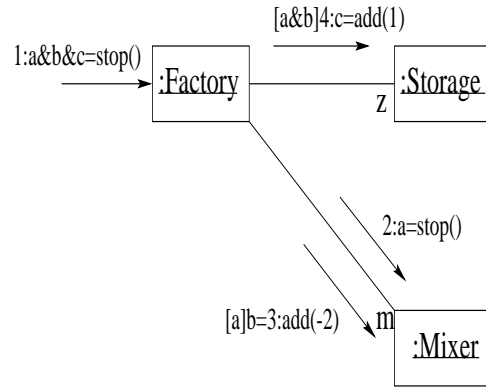 [a&b]4:c=add(1)
1:a&b&c=stop()
:Factory
:Storage
z
2:a=stop()
[a]b=3:add(-2)
m
:Mixer